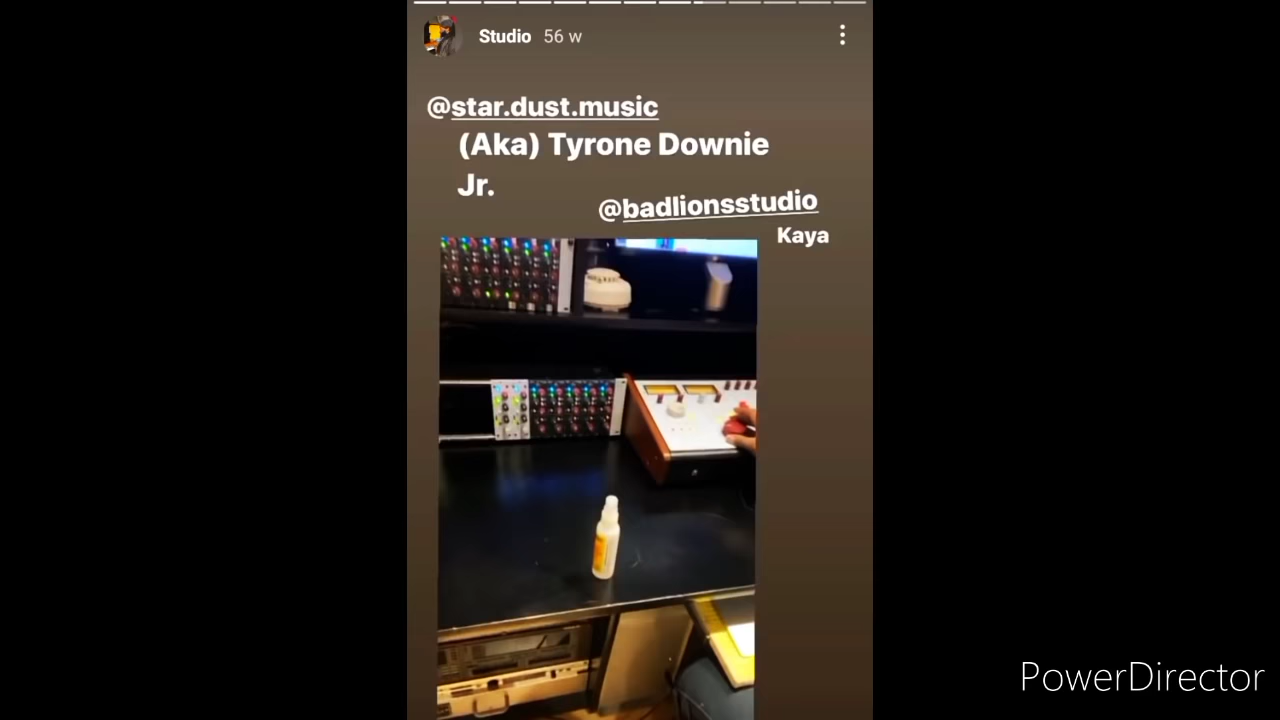 Studio 56 w
@star.dust.music
(Aka) Tyrone Downie
Jr.
@badlionsstudio
Kaya
PowerDirector